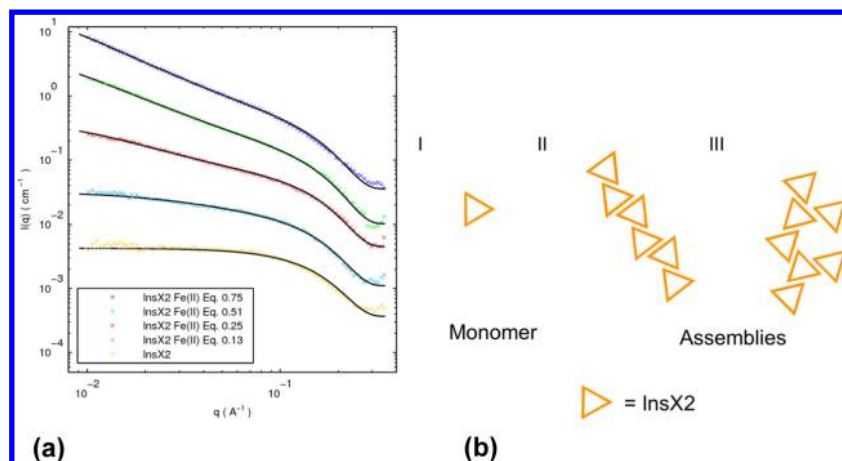 10¹
10⁰
10⁻¹
10⁻²
10⁻³
10⁻⁴
I(q) ( cm⁻¹ )
InsX2 Fe(II) Eq. 0.75
InsX2 Fe(II) Eq. 0.51
InsX2 Fe(II) Eq. 0.25
InsX2 Fe(II) Eq. 0.13
InsX2
10⁻²
10⁻¹
q ( A⁻¹ )
(a)
I II III
Monomer Assemblies
= InsX2
(b)